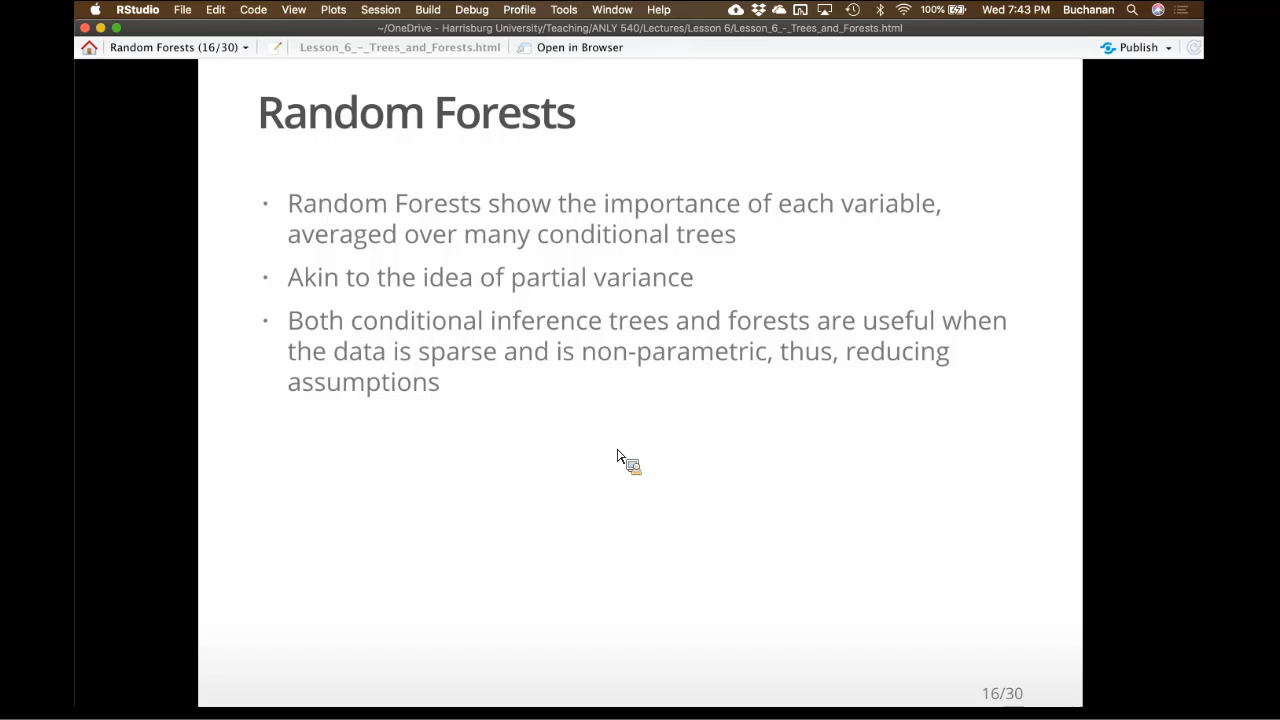 RStudio File Edit Code View Plots Session Build Debug Profile Tools Window Help 100% Wed 7:43 PM Buchanan
~/OneDrive - Harrisburg University/Teaching/ANLY 540/Lectures/Lesson 6/Lesson_6_-_Trees_and_Forests.html
Random Forests (16/30) Lesson_6_-_Trees_and_Forests.html Open in Browser Publish
Random Forests
· Random Forests show the importance of each variable,
averaged over many conditional trees
· Akin to the idea of partial variance
· Both conditional inference trees and forests are useful when
the data is sparse and is non-parametric, thus, reducing
assumptions
16/30